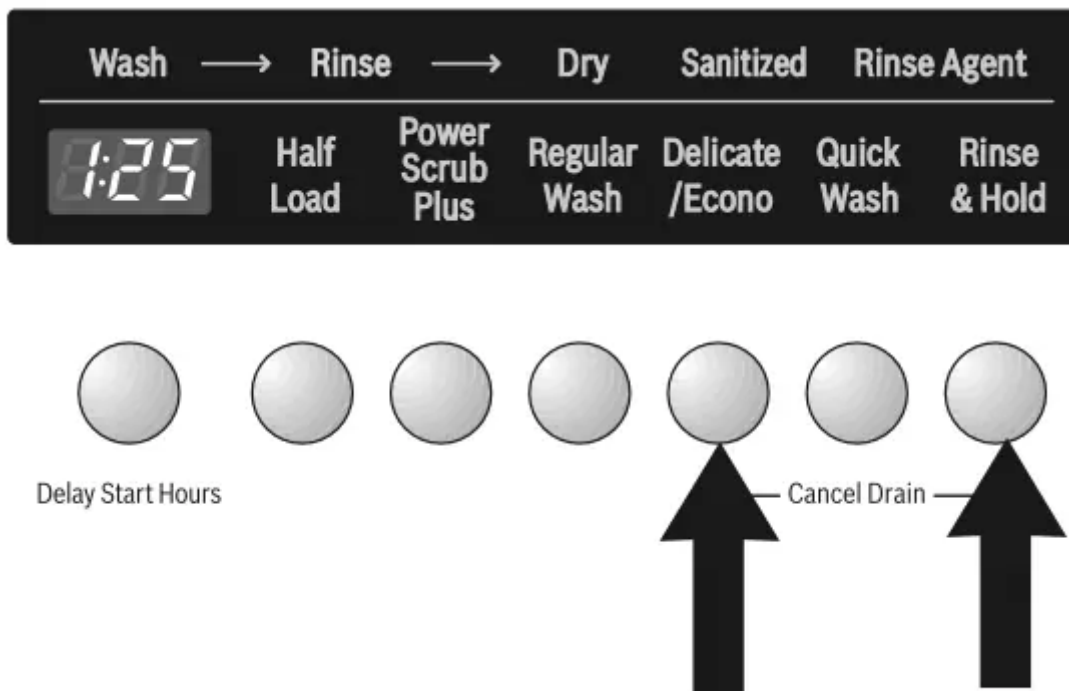 Wash → Rinse → Dry Sanitized Rinse Agent
1:25
Half
Load
Power
Scrub
Plus
Regular
Wash
Delicate
/Econo
Quick
Wash
Rinse
& Hold
Delay Start Hours
Cancel Drain